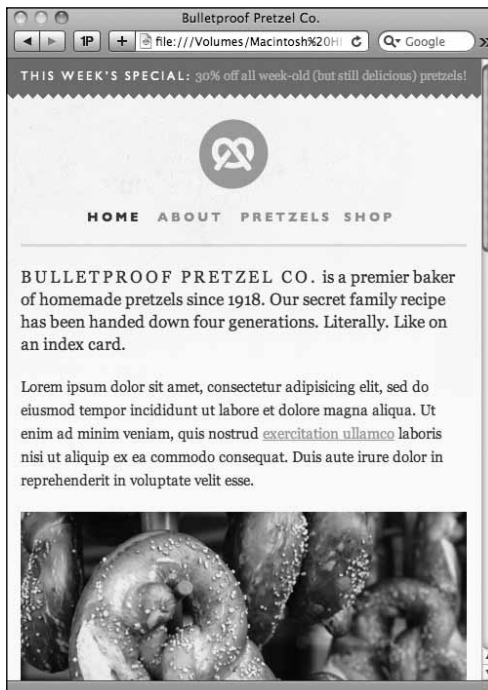 Bulletproof Pretzel Co.
1P
+
file:///Volumes/Macintosh%20H
Google
»
THIS WEEK'S SPECIAL: 30% off all week-old (but still delicious) pretzels!
HOME ABOUT PRETZELS SHOP
BULLETPROOF PRETZEL CO. is a premier baker
of homemade pretzels since 1918. Our secret family recipe
has been handed down four generations. Literally. Like on
an index card.
Lorem ipsum dolor sit amet, consectetur adipisicing elit, sed do
eiusmod tempor incididunt ut labore et dolore magna aliqua. Ut
enim ad minim veniam, quis nostrud exercitation ullamco laboris
nisi ut aliquip ex ea commodo consequat. Duis aute irure dolor in
reprehenderit in voluptate velit esse.